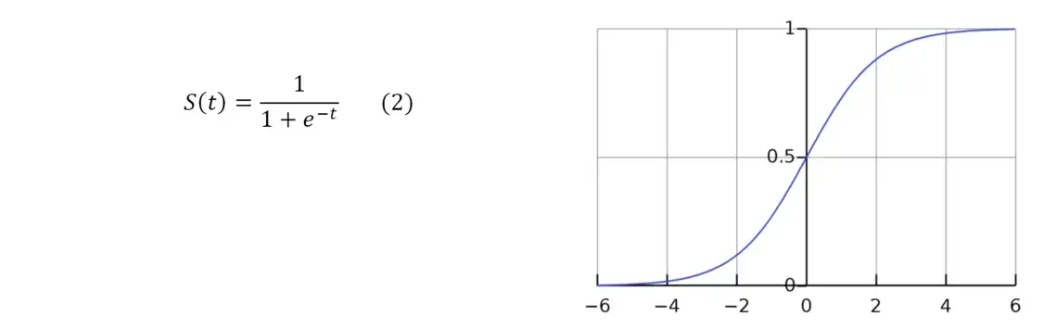 S(t) = 1 / (1 + e^{-t}) (2)
1
0.5
0
−6 −4 −2 0 2 4 6